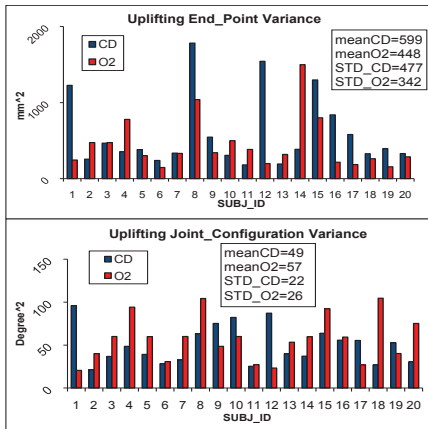 Uplifting End_Point Variance
2000
1000
0
mm^2
CD
O2
meanCD=599
meanO2=448
STD_CD=477
STD_O2=342
1 2 3 4 5 6 7 8 9 10 11 12 13 14 15 16 17 18 19 20
SUBJ_ID
Uplifting Joint_Configuration Variance
150
100
50
0
Degree^2
CD
O2
meanCD=49
meanO2=57
STD_CD=22
STD_O2=26
1 2 3 4 5 6 7 8 9 10 11 12 13 14 15 16 17 18 19 20
SUBJ_ID